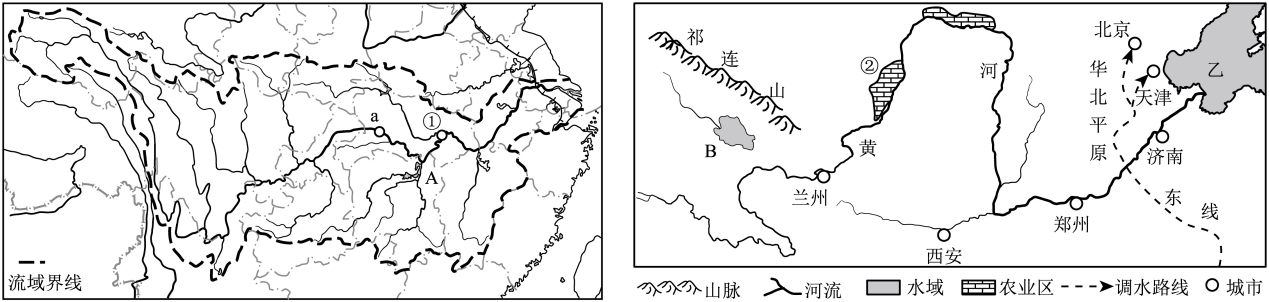 a
①
A
流域界线
祁
连
山
B
兰州
黄
②
河
西安
郑州
济南
北京
天津
乙
华
北
平
原
东
线
山脉 河流 水域 农业区 调水路线 城市